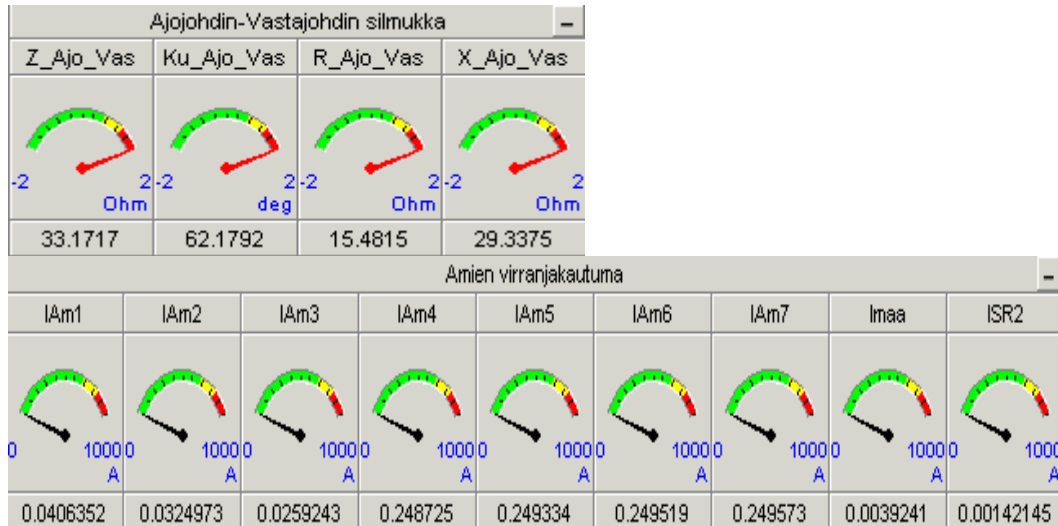 Ajojohdin-Vastajohdin silmukka
Z_Ajo_Vas Ku_Ajo_Vas R_Ajo_Vas X_Ajo_Vas
-2 2 -2 2 -2 2 -2 2
Ohm deg Ohm Ohm
33.1717 62.1792 15.4815 29.3375
Amien virranjakautuma
IAm1 IAm2 IAm3 IAm4 IAm5 IAm6 IAm7 Imaa ISR2
0 1000 0 1000 0 1000 0 1000 0 1000 0 1000 0 1000 0 1000 0 1000
A A A A A A A A A
0.0406352 0.0324973 0.0259243 0.248725 0.249334 0.249519 0.249573 0.0039241 0.00142145